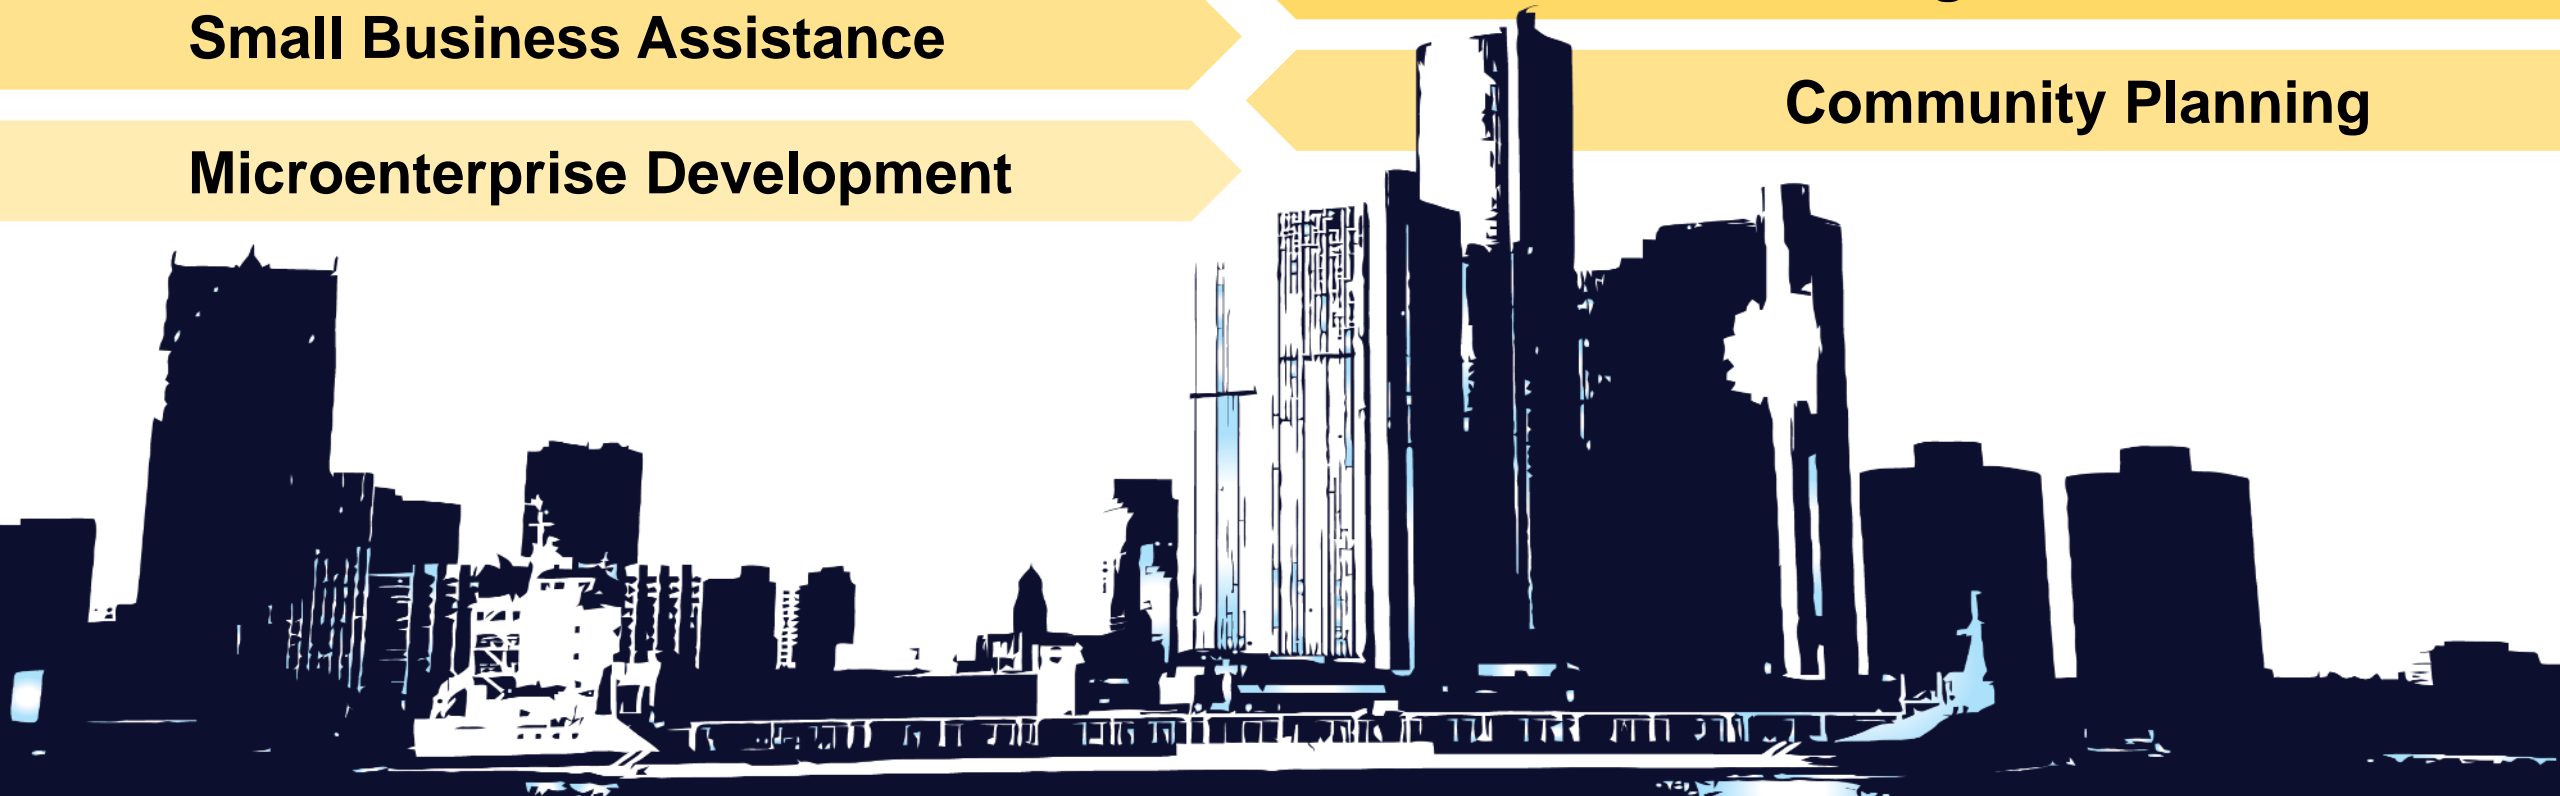 Small Business Assistance
Community Planning
Microenterprise Development